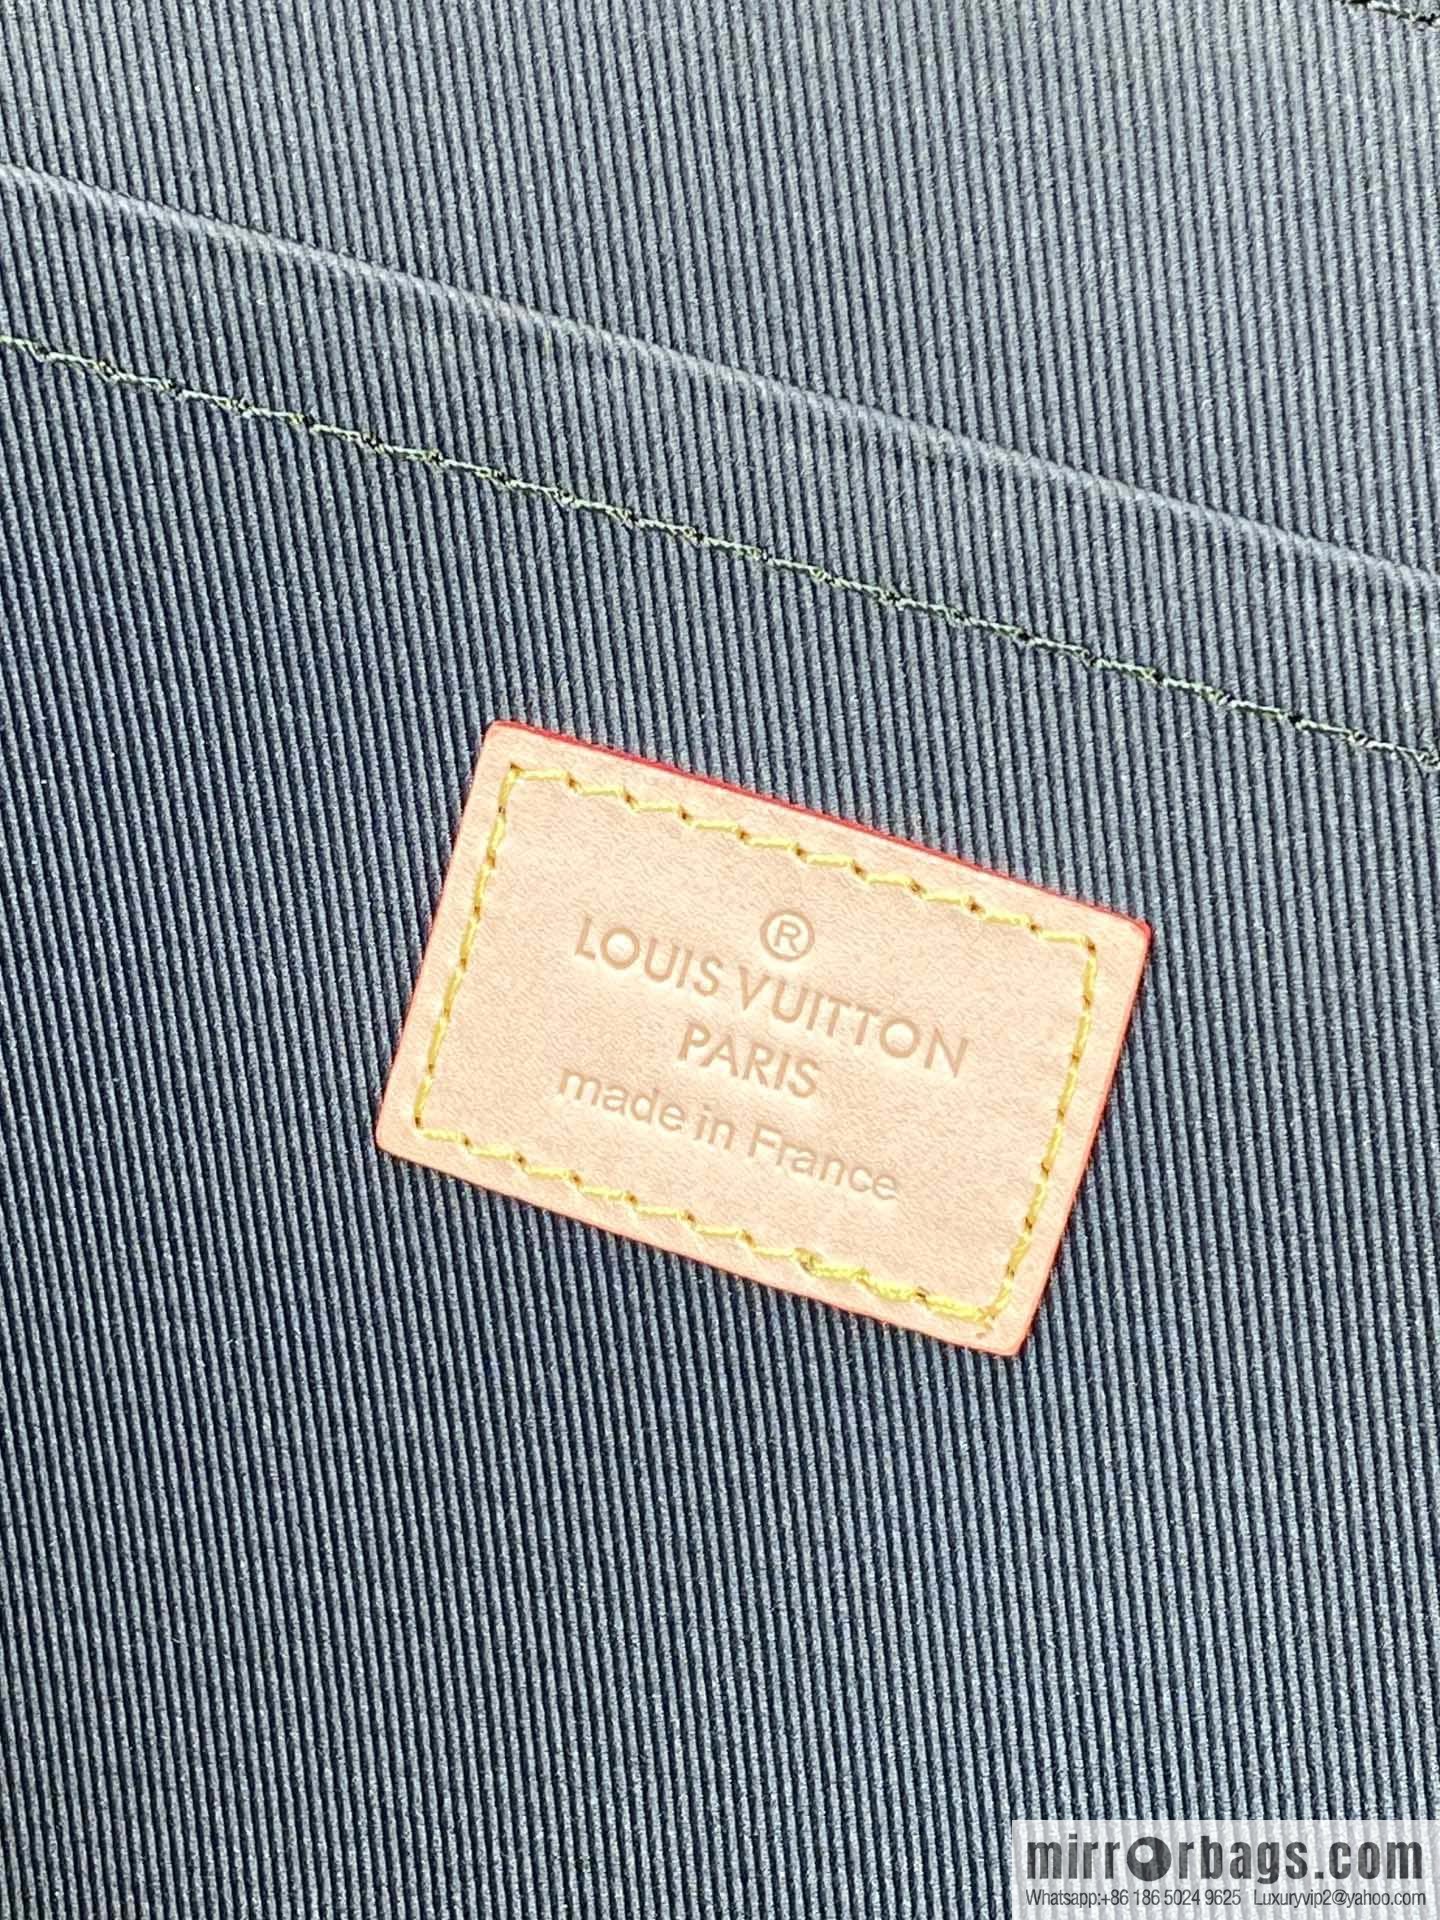 ®
LOUIS VUITTON
PARIS
made in France
mirrorbags.com
Whatsapp:+86 186 5024 9625 Luxuryvip2@yahoo.com